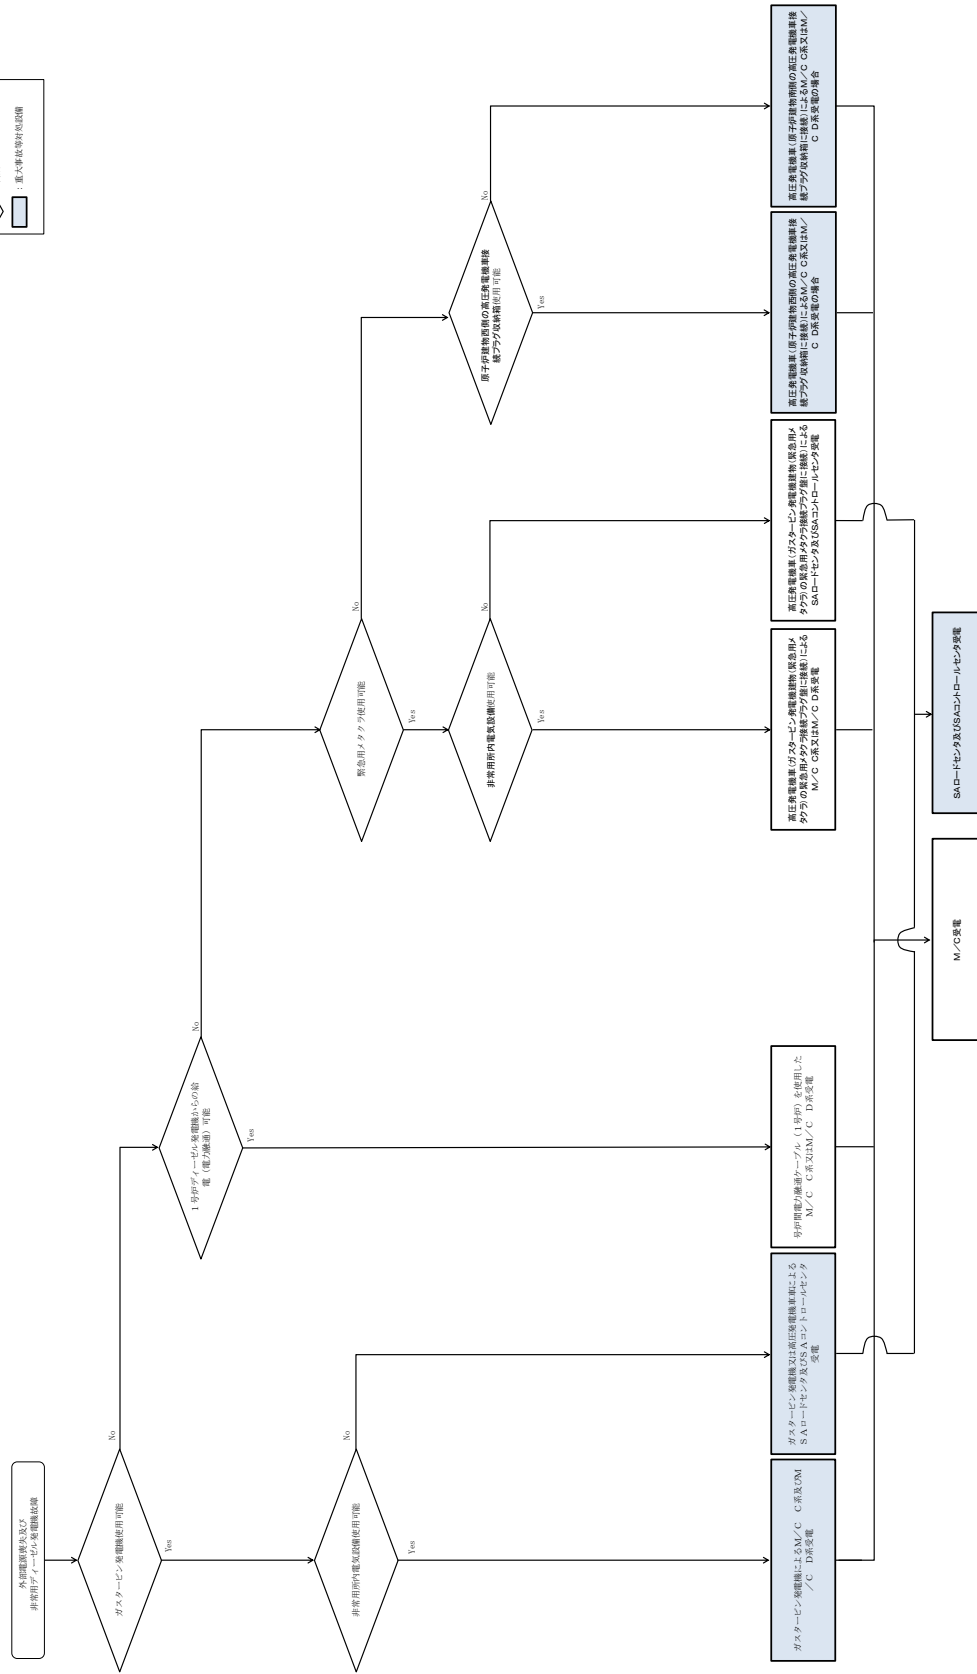 ：重大事故等対処設備
外部電源喪失及び
非常用ディーゼル発電機故障
ガスタービン発電機使用可能
No
Yes
非常用所内電気設備使用可能
No
Yes
1号炉ディーゼル発電機からの給
電（電力融通）可能
No
Yes
緊急用メタクラ使用可能
No
Yes
非常用所内電気設備使用可能
No
Yes
原子炉建物西側の高圧発電機車接
続プラグ収納箱使用可能
No
Yes
ガスタービン発電機によるM／C　C系及びM
／C　D系受電
ガスタービン発電機又は高圧発電機車による
SAロードセンタ及びSAコントロールセンタ
受電
号炉間電力融通ケーブル（1号炉）を使用した
M／C　C系又はM／C　D系受電
高圧発電機車（ガスタービン発電機建物（緊急用メ
タクラ）の緊急用メタクラ接続プラグ盤に接続）による
M／C　C系又はM／C　D系受電
高圧発電機車（ガスタービン発電機建物（緊急用メ
タクラ）の緊急用メタクラ接続プラグ盤に接続）による
SAロードセンタ及びSAコントロールセンタ受電
高圧発電機車（原子炉建物西側の高圧発電機車接
続プラグ収納箱に接続）によるM／C　C系又はM／
C　D系受電の場合
高圧発電機車（原子炉建物南側の高圧発電機車接
続プラグ収納箱に接続）によるM／C　C系又はM／
C　D系受電の場合
M／C受電
SAロードセンタ及びSAコントロールセンタ受電